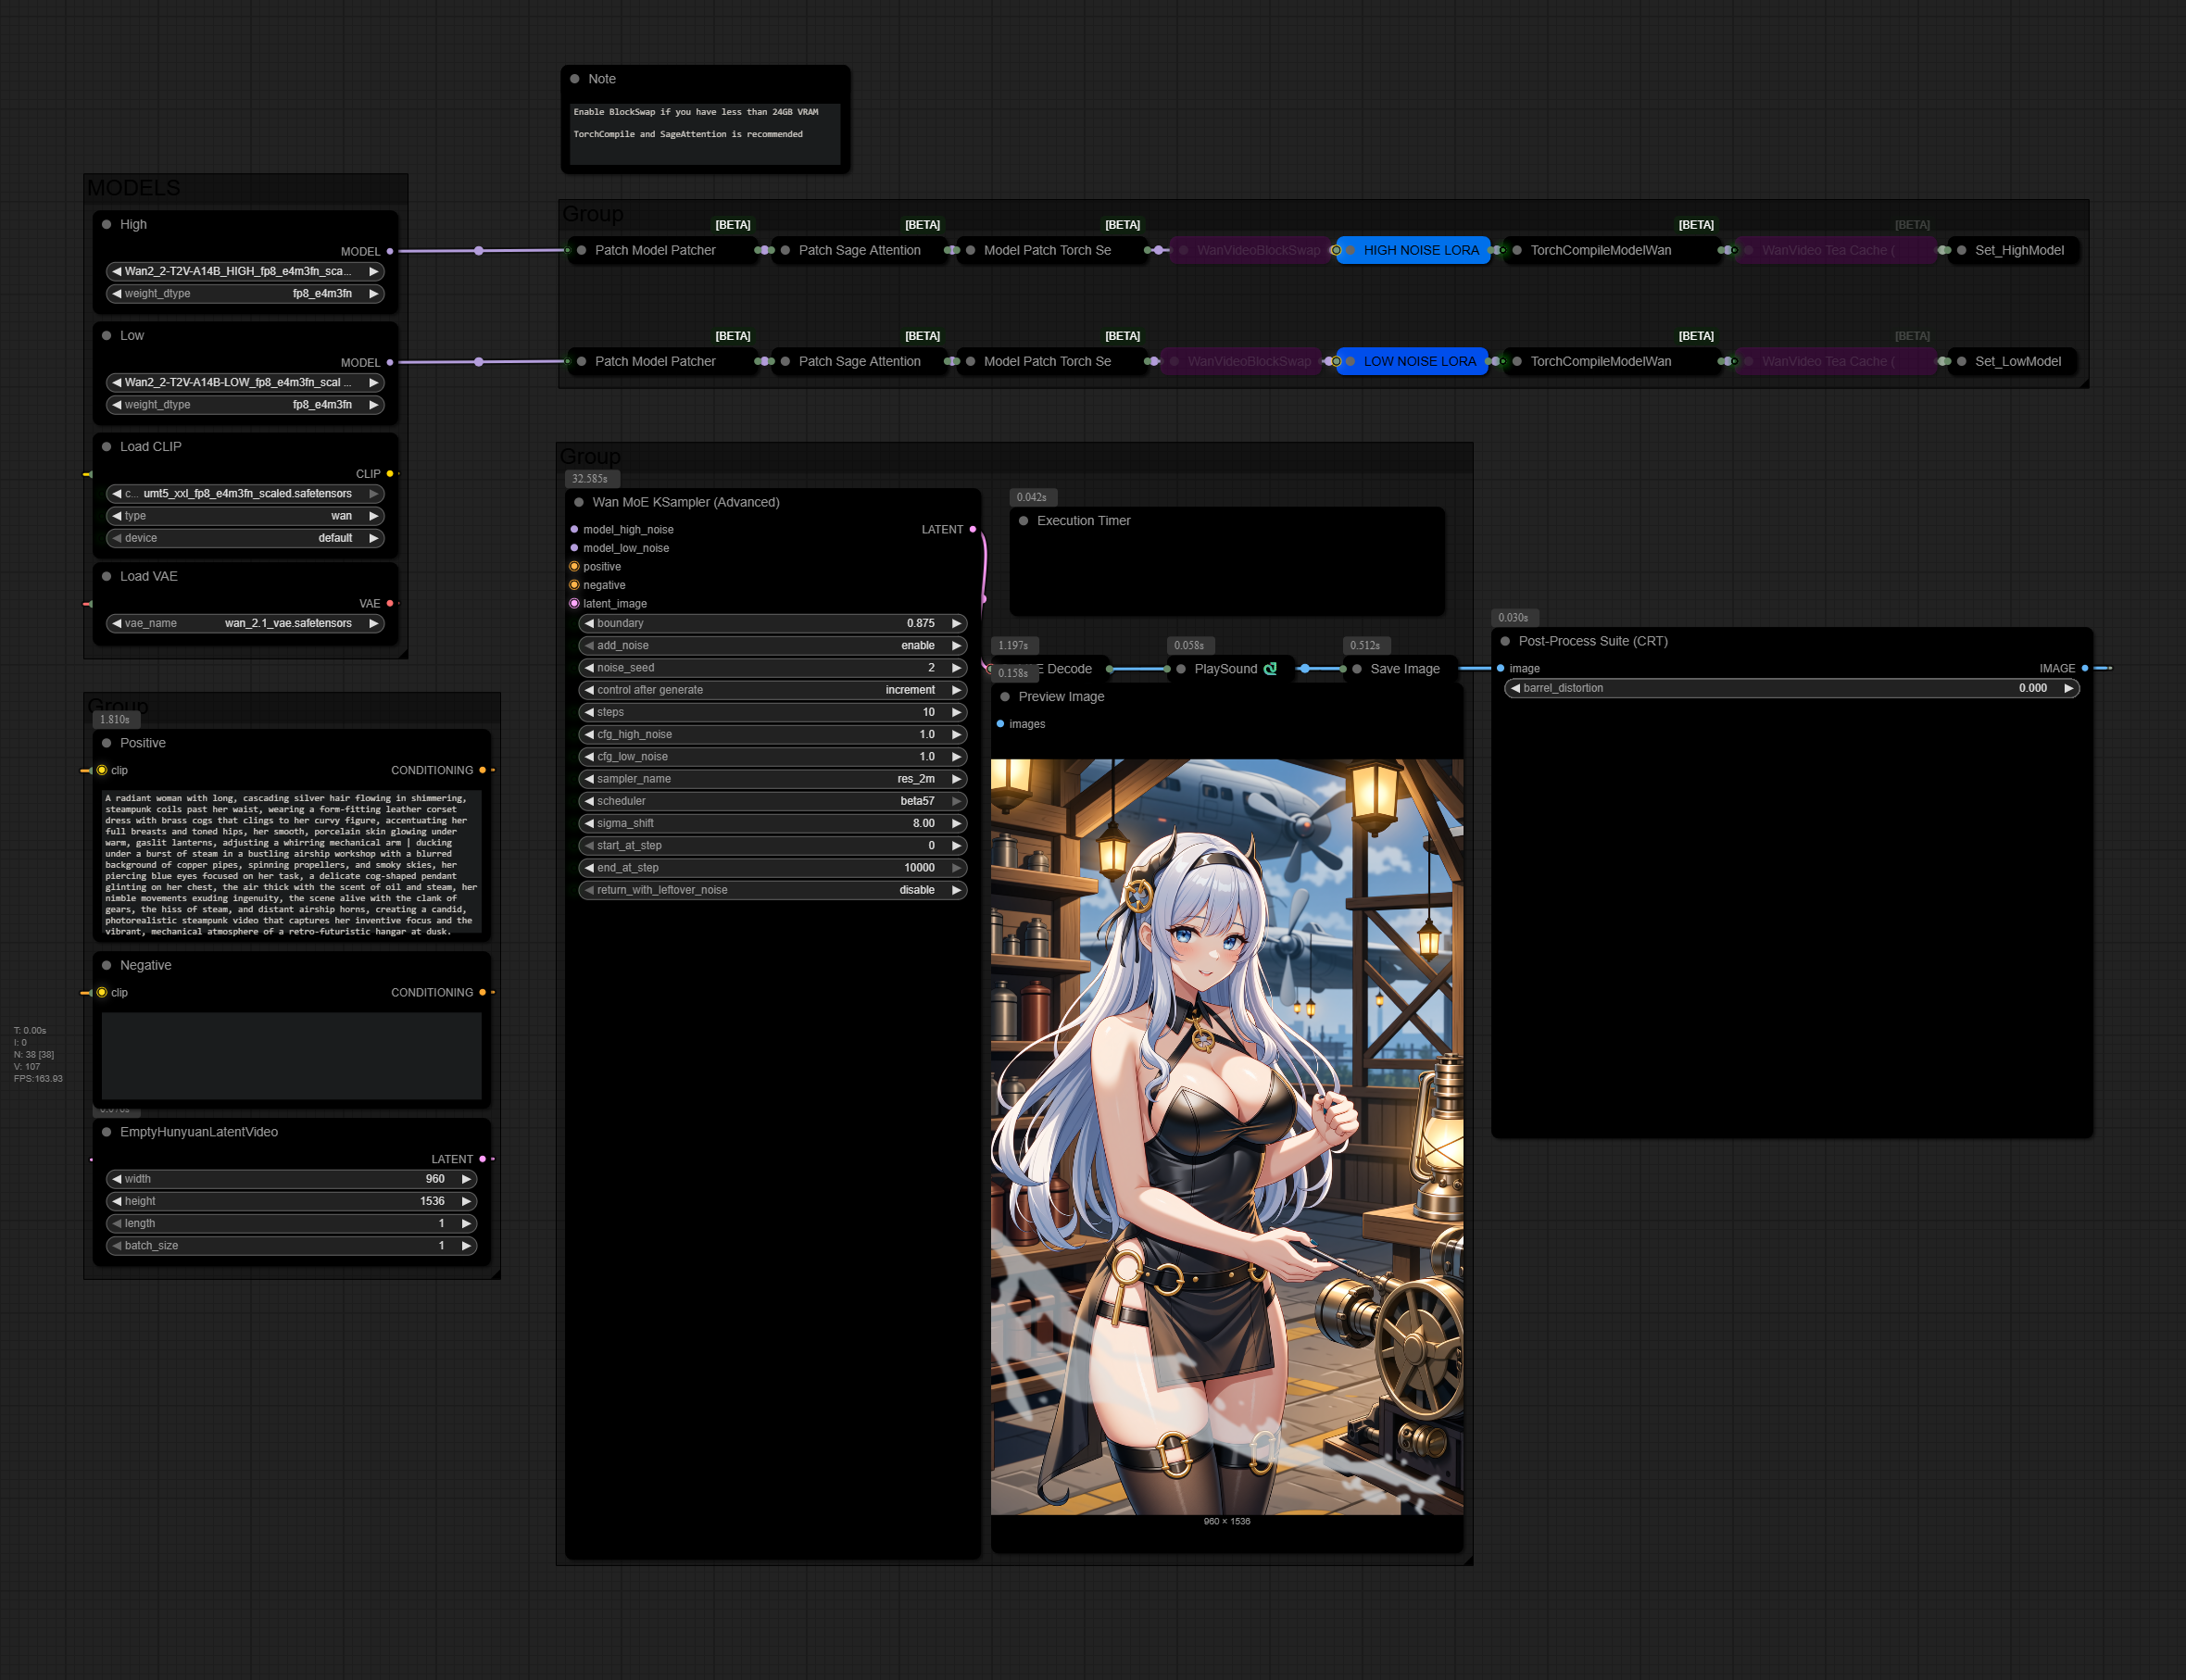 Note
Enable BlockSwap if you have less than 24GB VRAM
TorchCompile and SageAttention is recommended
MODELS
High
MODEL
Wan2_2-T2V-A14B_HIGH_fp8_e4m3fn_sca...
weight_dtype fp8_e4m3fn
Low
MODEL
Wan2_2-T2V-A14B-LOW_fp8_e4m3fn_scal ...
weight_dtype fp8_e4m3fn
Load CLIP
CLIP
c... umt5_xxl_fp8_e4m3fn_scaled.safetensors
type wan
device default
Load VAE
VAE
vae_name wan_2.1_vae.safetensors
Group
[BETA] [BETA] [BETA] [BETA] [BETA]
Patch Model Patcher Patch Sage Attention Model Patch Torch Se WanVideoBlockSwap HIGH NOISE LORA TorchCompileModelWan WanVideo Tea Cache ( Set_HighModel
[BETA] [BETA] [BETA] [BETA] [BETA]
Patch Model Patcher Patch Sage Attention Model Patch Torch Se WanVideoBlockSwap LOW NOISE LORA TorchCompileModelWan WanVideo Tea Cache ( Set_LowModel
Group
32.585s
Wan MoE KSampler (Advanced)
model_high_noise LATENT
model_low_noise
positive
negative
latent_image
boundary 0.875
add_noise enable
noise_seed 2
control after generate increment
steps 10
cfg_high_noise 1.0
cfg_low_noise 1.0
sampler_name res_2m
scheduler beta57
sigma_shift 8.00
start_at_step 0
end_at_step 10000
return_with_leftover_noise disable
0.042s
Execution Timer
1.197s 0.058s 0.512s
Decode PlaySound Save Image
0.158s
Preview Image
images
960 × 1536
0.030s
Post-Process Suite (CRT)
image IMAGE
barrel_distortion 0.000
Group
1.810s
Positive
clip CONDITIONING
A radiant woman with long, cascading silver hair flowing in shimmering,
steampunk coils past her waist, wearing a form-fitting leather corset
dress with brass cogs that clings to her curvy figure, accentuating her
full breasts and toned hips, her smooth, porcelain skin glowing under
warm, gaslit lanterns, adjusting a whirring mechanical arm | ducking
under a burst of steam in a bustling airship workshop with a blurred
background of copper pipes, spinning propellers, and smoky skies, her
piercing blue eyes focused on her task, a delicate cog-shaped pendant
glinting on her chest, the air thick with the scent of oil and steam, her
nimble movements exuding ingenuity, the scene alive with the clank of
gears, the hiss of steam, and distant airship horns, creating a candid,
photorealistic steampunk video that captures her inventive focus and the
vibrant, mechanical atmosphere of a retro-futuristic hangar at dusk.
Negative
clip CONDITIONING
EmptyHunyuanLatentVideo
LATENT
width 960
height 1536
length 1
batch_size 1
T: 0.00s
I: 0
N: 38 [38]
V: 107
FPS:163.93